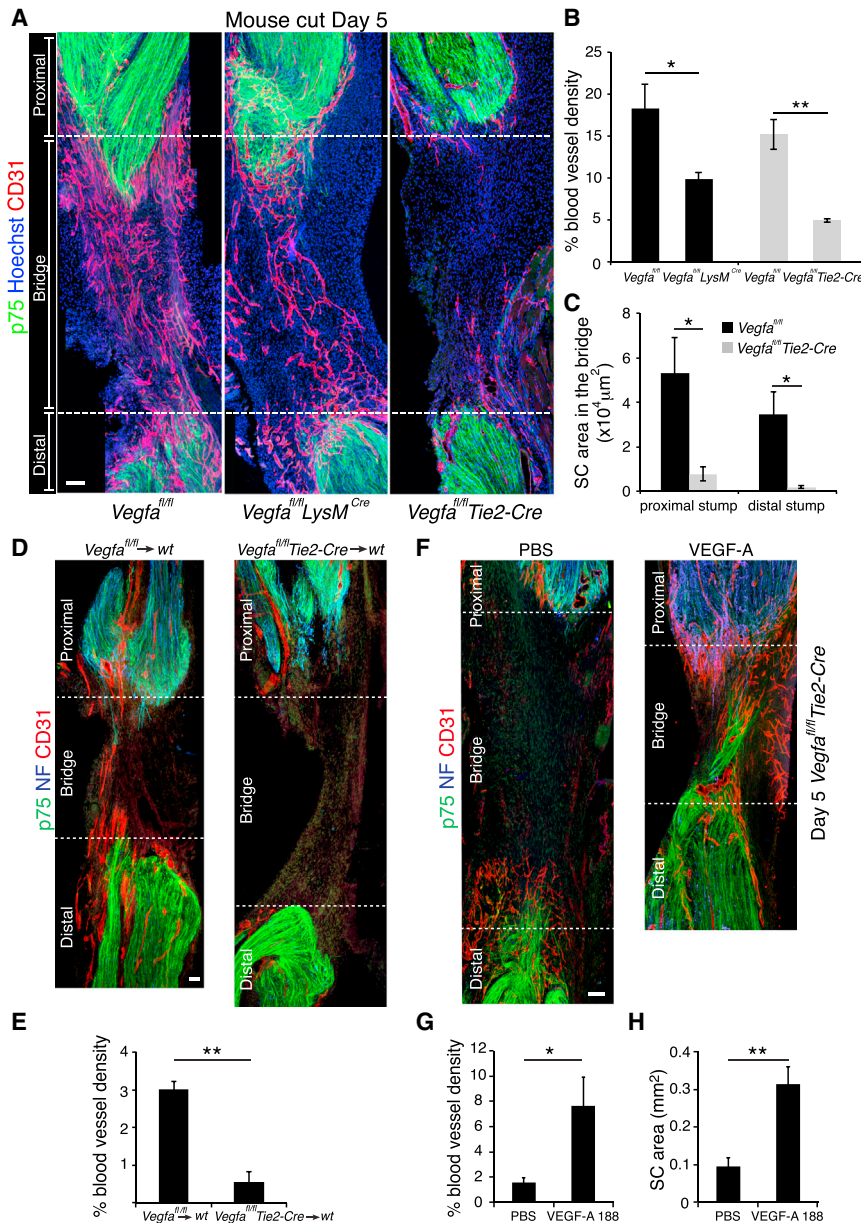 A
Mouse cut Day 5
p75 Hoechst CD31
Proximal
Bridge
Distal
Vegfa fl/fl
Vegfa fl/fl LysM Cre
Vegfa fl/fl Tie2-Cre
B
% blood vessel density
25
20
15
10
5
0
*
**
Vegfa fl/fl Vegfa fl/fl LysM Cre Vegfa fl/fl Vegfa fl/fl Tie2-Cre
C
SC area in the bridge
(x10⁴µm²)
8
6
4
2
0
*
*
Vegfa fl/fl
Vegfa fl/fl Tie2-Cre
proximal stump
distal stump
D
Vegfa fl/fl → wt
Vegfa fl/fl Tie2-Cre → wt
p75 NF CD31
Proximal
Bridge
Distal
Proximal
Bridge
Distal
F
PBS
VEGF-A
p75 NF CD31
Proximal
Bridge
Distal
Proximal
Bridge
Distal
Day 5 Vegfa fl/fl Tie2-Cre
E
% blood vessel density
4
3
2
1
**
Vegfa fl/fl → wt Vegfa fl/fl Tie2-Cre → wt
G
% blood vessel density
12
10
8
6
4
2
0
*
PBS
VEGF-A 188
H
SC area (mm²)
0.4
0.3
0.2
0.1
0
**
PBS
VEGF-A 188